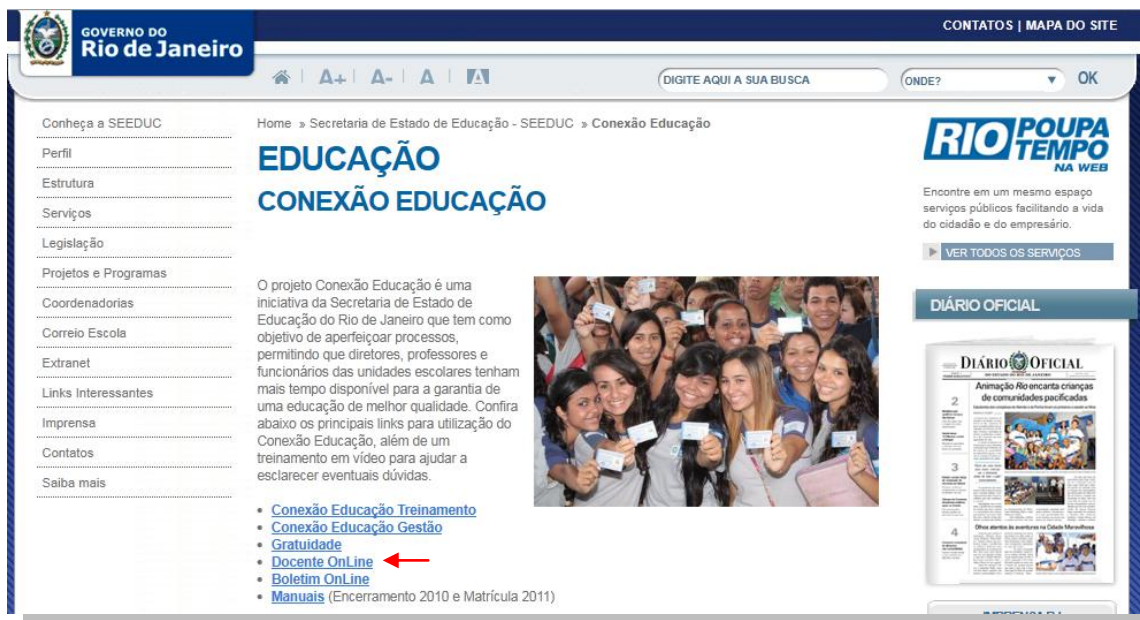 GOVERNO DO
Rio de Janeiro
CONTATOS | MAPA DO SITE
A+ | A- | A | A
DIGITE AQUI A SUA BUSCA
ONDE?
OK
Conheça a SEEDUC
Perfil
Estrutura
Serviços
Legislação
Projetos e Programas
Coordenadorias
Correio Escola
Extranet
Links Interessantes
Imprensa
Contatos
Saiba mais
Home » Secretaria de Estado de Educação - SEEDUC » Conexão Educação
EDUCAÇÃO
CONEXÃO EDUCAÇÃO
O projeto Conexão Educação é uma
iniciativa da Secretaria de Estado de
Educação do Rio de Janeiro que tem como
objetivo de aperfeiçoar processos,
permitindo que diretores, professores e
funcionários das unidades escolares tenham
mais tempo disponível para a garantia de
uma educação de melhor qualidade. Confira
abaixo os principais links para utilização do
Conexão Educação, além de um
treinamento em vídeo para ajudar a
esclarecer eventuais dúvidas.
• Conexão Educação Treinamento
• Conexão Educação Gestão
• Gratuidade
• Docente OnLine
• Boletim OnLine
• Manuais (Encerramento 2010 e Matrícula 2011)
RIO POUPA
TEMPO
NA WEB
Encontre em um mesmo espaço
serviços públicos facilitando a vida
do cidadão e do empresário.
VER TODOS OS SERVIÇOS
DIÁRIO OFICIAL
DIÁRIO OFICIAL
Animação Rio encanta crianças
de comunidades pacificadas
2
3
4
Olhos atentos às aventuras na Cidade Maravilhosa